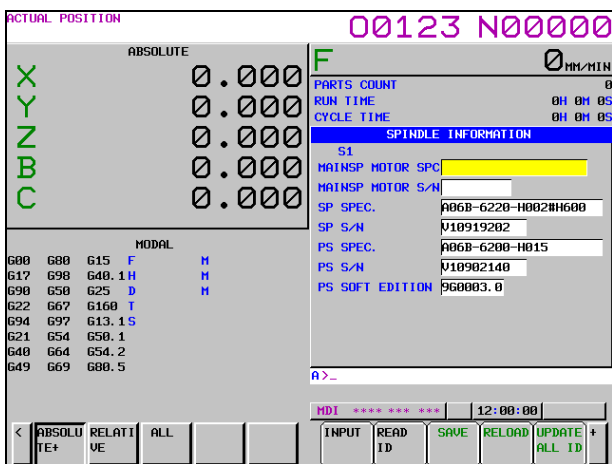 ACTUAL POSITION
O0123 N00000
ABSOLUTE
X 0.000
Y 0.000
Z 0.000
B 0.000
C 0.000
F 0 MM/MIN
PARTS COUNT 0
RUN TIME 0H 0M 0S
CYCLE TIME 0H 0M 0S
SPINDLE INFORMATION
S1
MAINSP MOTOR SPC
MAINSP MOTOR S/N
SP SPEC. A06B-6220-H002#H600
SP S/N V10919202
PS SPEC. A06B-6200-H015
PS S/N V10902140
PS SOFT EDITION 9G0003.0
MODAL
G00 G80 G15 F M
G17 G98 G40.1 H M
G90 G50 G25 D M
G22 G67 G160 T
G94 G97 G13.1 S
G21 G54 G50.1
G40 G64 G54.2
G49 G69 G80.5
A>_
MDI **** *** *** 12:00:00
< ABSOLU RELATI ALL INPUT READ SAVE RELOAD UPDATE +
TE+ VE ID ALL ID